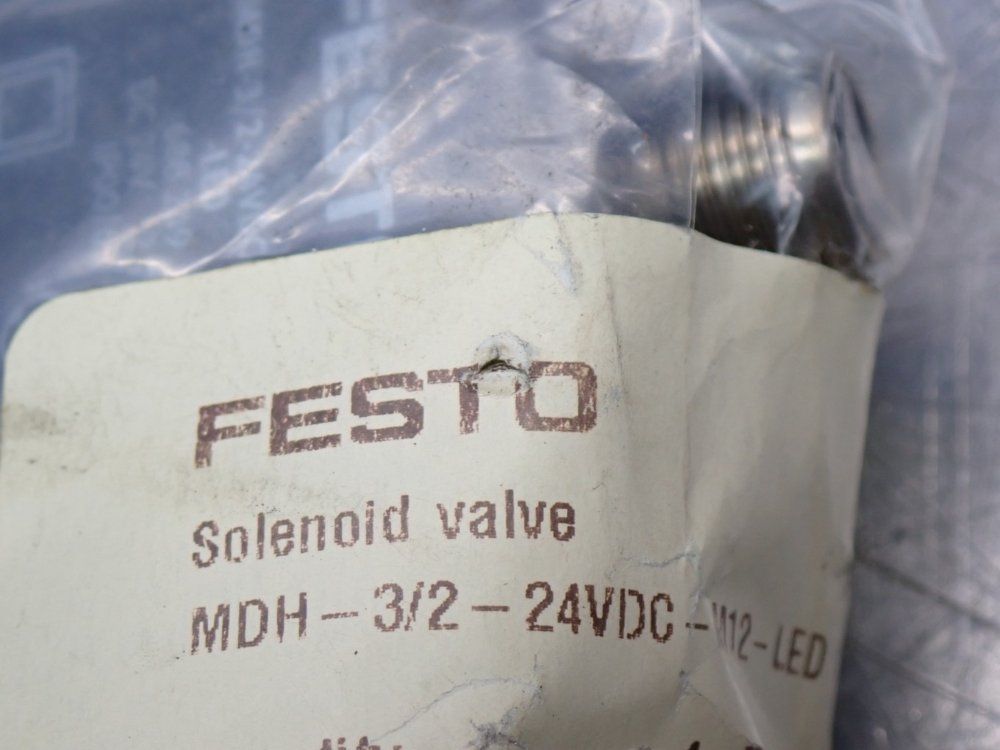 FESTO
Solenoid valve
MDH-3/2-24VDC-M12-LED